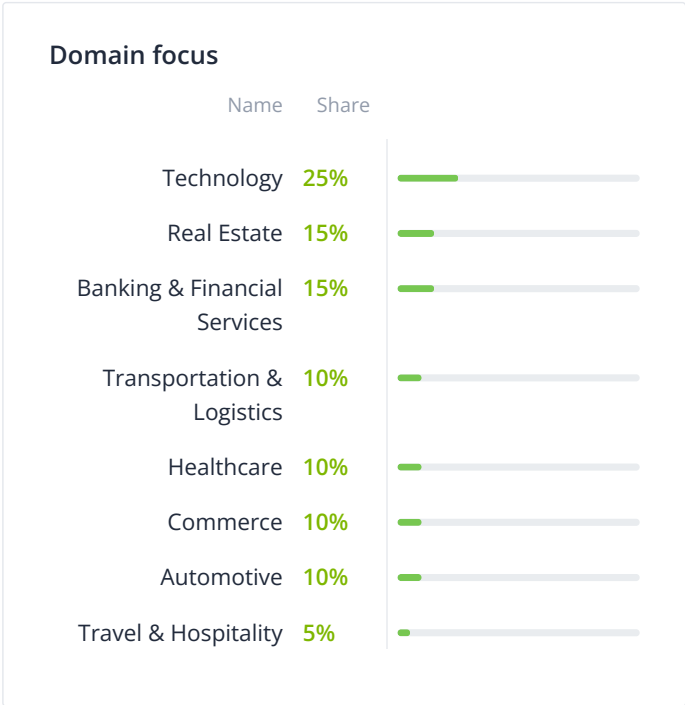 Domain focus
Name Share
Technology 25%
Real Estate 15%
Banking & Financial 15%
Services
Transportation & 10%
Logistics
Healthcare 10%
Commerce 10%
Automotive 10%
Travel & Hospitality 5%